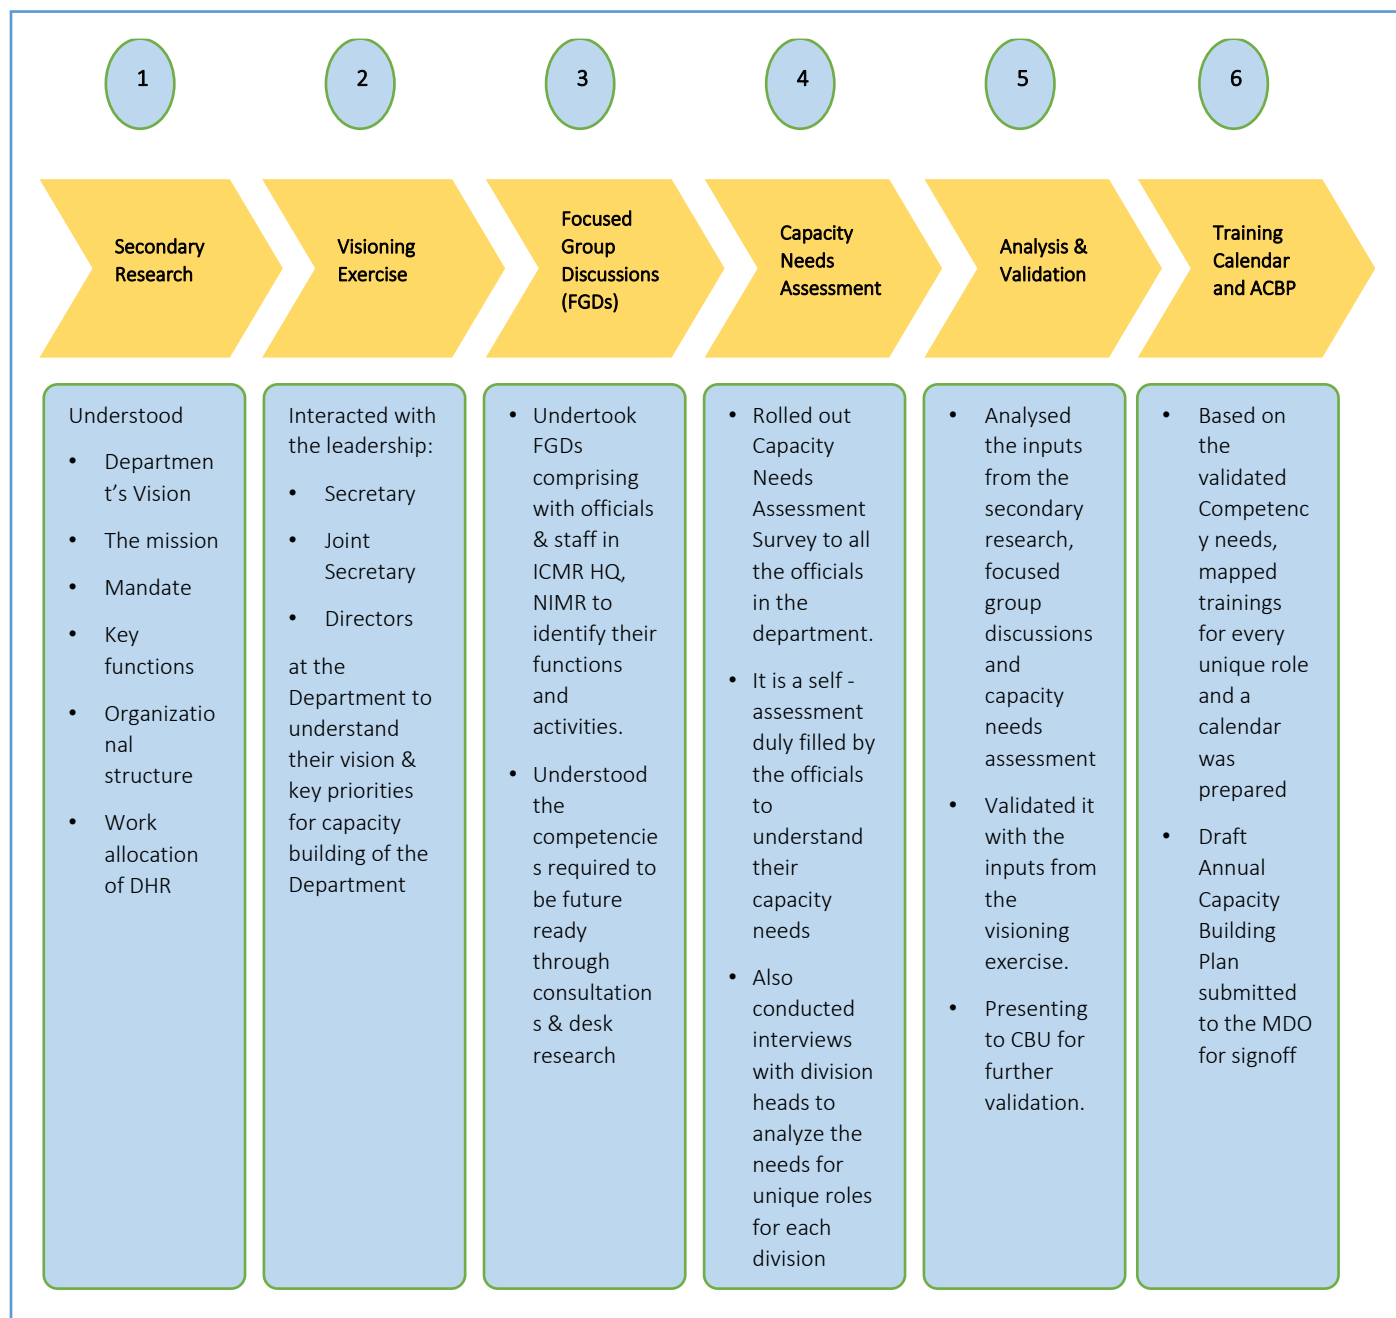 1
2
3
4
5
6
Secondary
Research
Visioning
Exercise
Focused
Group
Discussions
(FGDs)
Capacity
Needs
Assessment
Analysis &
Validation
Training
Calendar
and ACBP
Understood
• Departmen
t’s Vision
• The mission
• Mandate
• Key
functions
• Organizatio
nal
structure
• Work
allocation
of DHR
Interacted with
the leadership:
• Secretary
• Joint
Secretary
• Directors
at the
Department to
understand
their vision &
key priorities
for capacity
building of the
Department
• Undertook
FGDs
comprising
with officials
& staff in
ICMR HQ,
NIMR to
identify their
functions
and
activities.
• Understood
the
competencie
s required to
be future
ready
through
consultation
s & desk
research
• Rolled out
Capacity
Needs
Assessment
Survey to all
the officials
in the
department.
• It is a self -
assessment
duly filled by
the officials
to
understand
their
capacity
needs
• Also
conducted
interviews
with division
heads to
analyze the
needs for
unique roles
for each
division
• Analysed
the inputs
from the
secondary
research,
focused
group
discussions
and
capacity
needs
assessment
• Validated it
with the
inputs from
the
visioning
exercise.
• Presenting
to CBU for
further
validation.
• Based on
the
validated
Competenc
y needs,
mapped
trainings
for every
unique role
and a
calendar
was
prepared
• Draft
Annual
Capacity
Building
Plan
submitted
to the MDO
for signoff